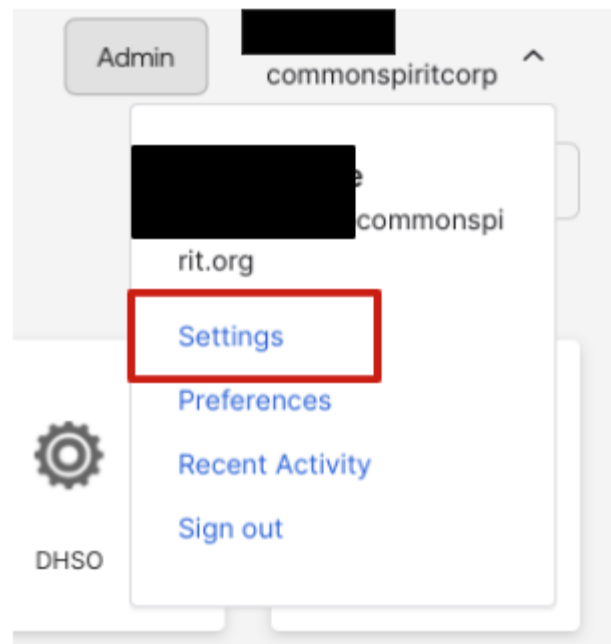 Admin
commonspiritcorp
commonspi
rit.org
Settings
Preferences
Recent Activity
Sign out
DHSO